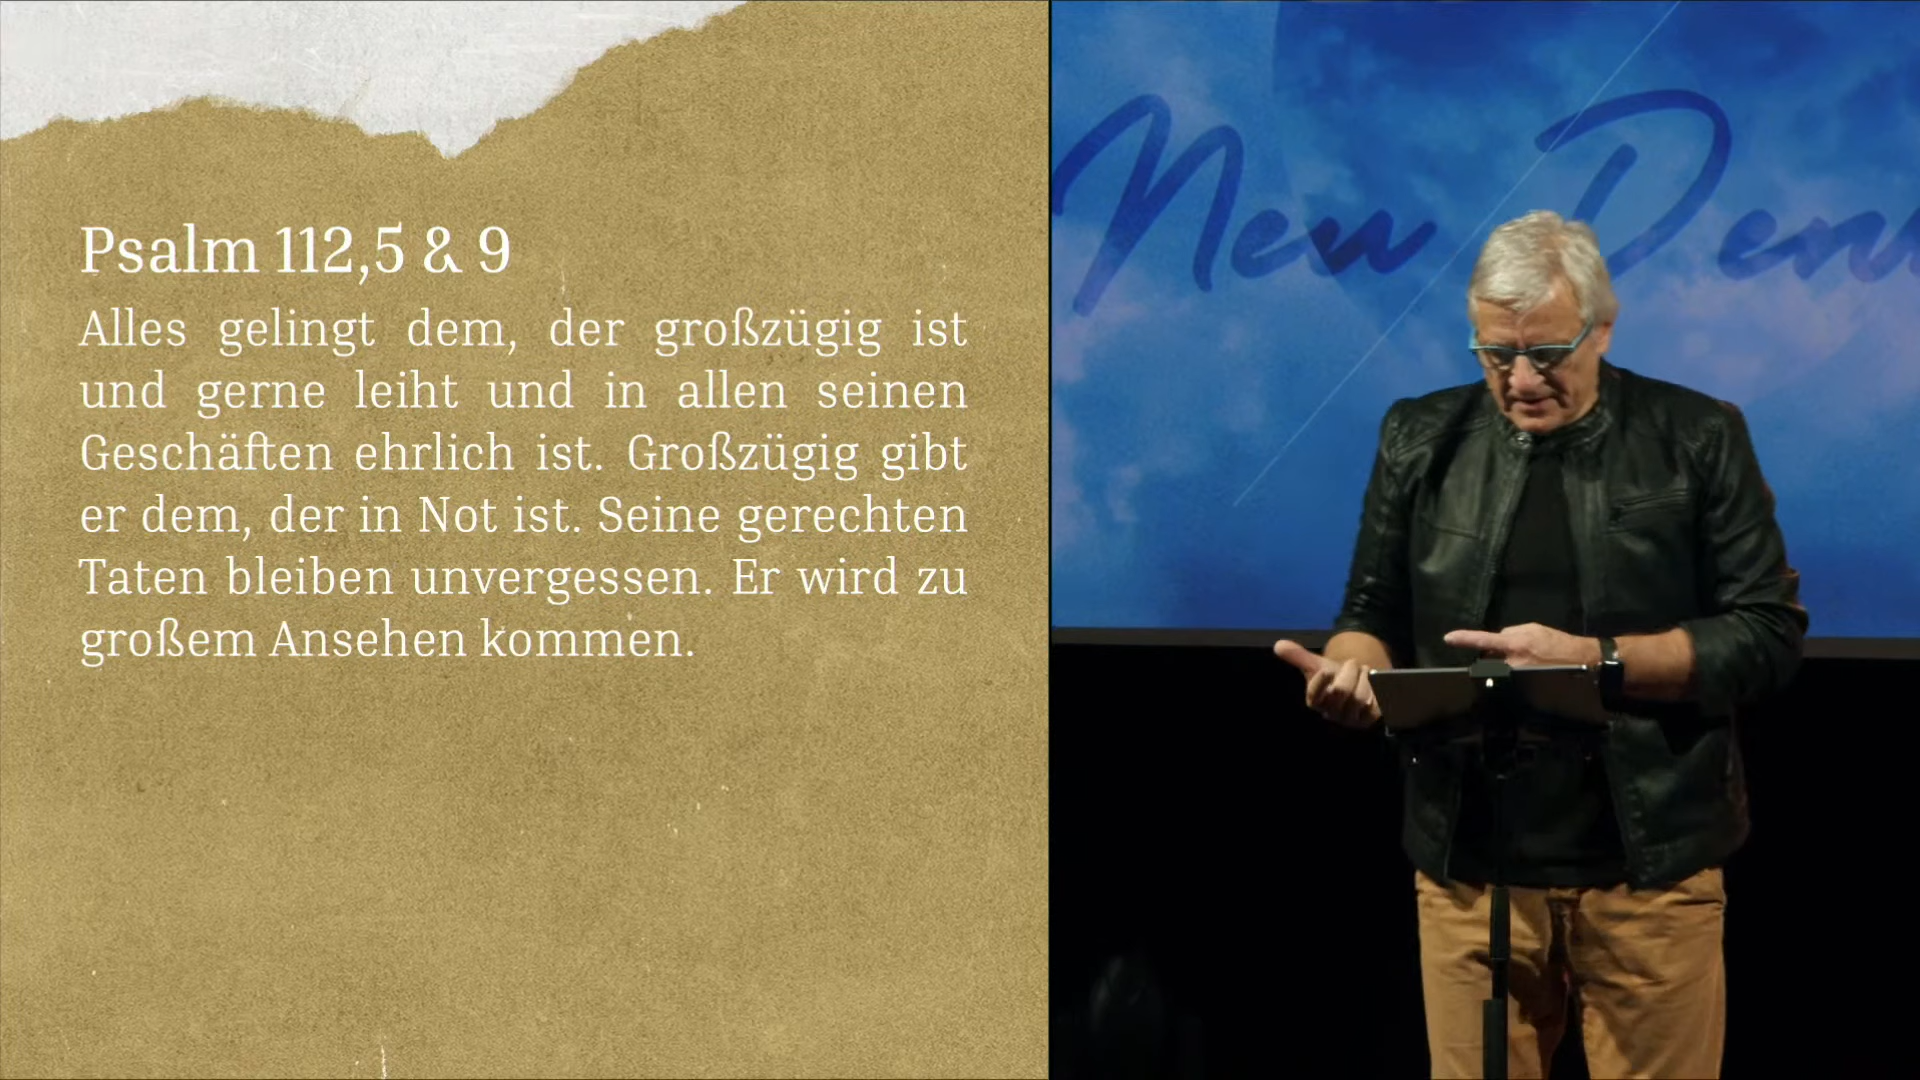 Psalm 112,5 & 9
Alles gelingt dem, der großzügig ist
und gerne leiht und in allen seinen
Geschäften ehrlich ist. Großzügig gibt
er dem, der in Not ist. Seine gerechten
Taten bleiben unvergessen. Er wird zu
großem Ansehen kommen.
New